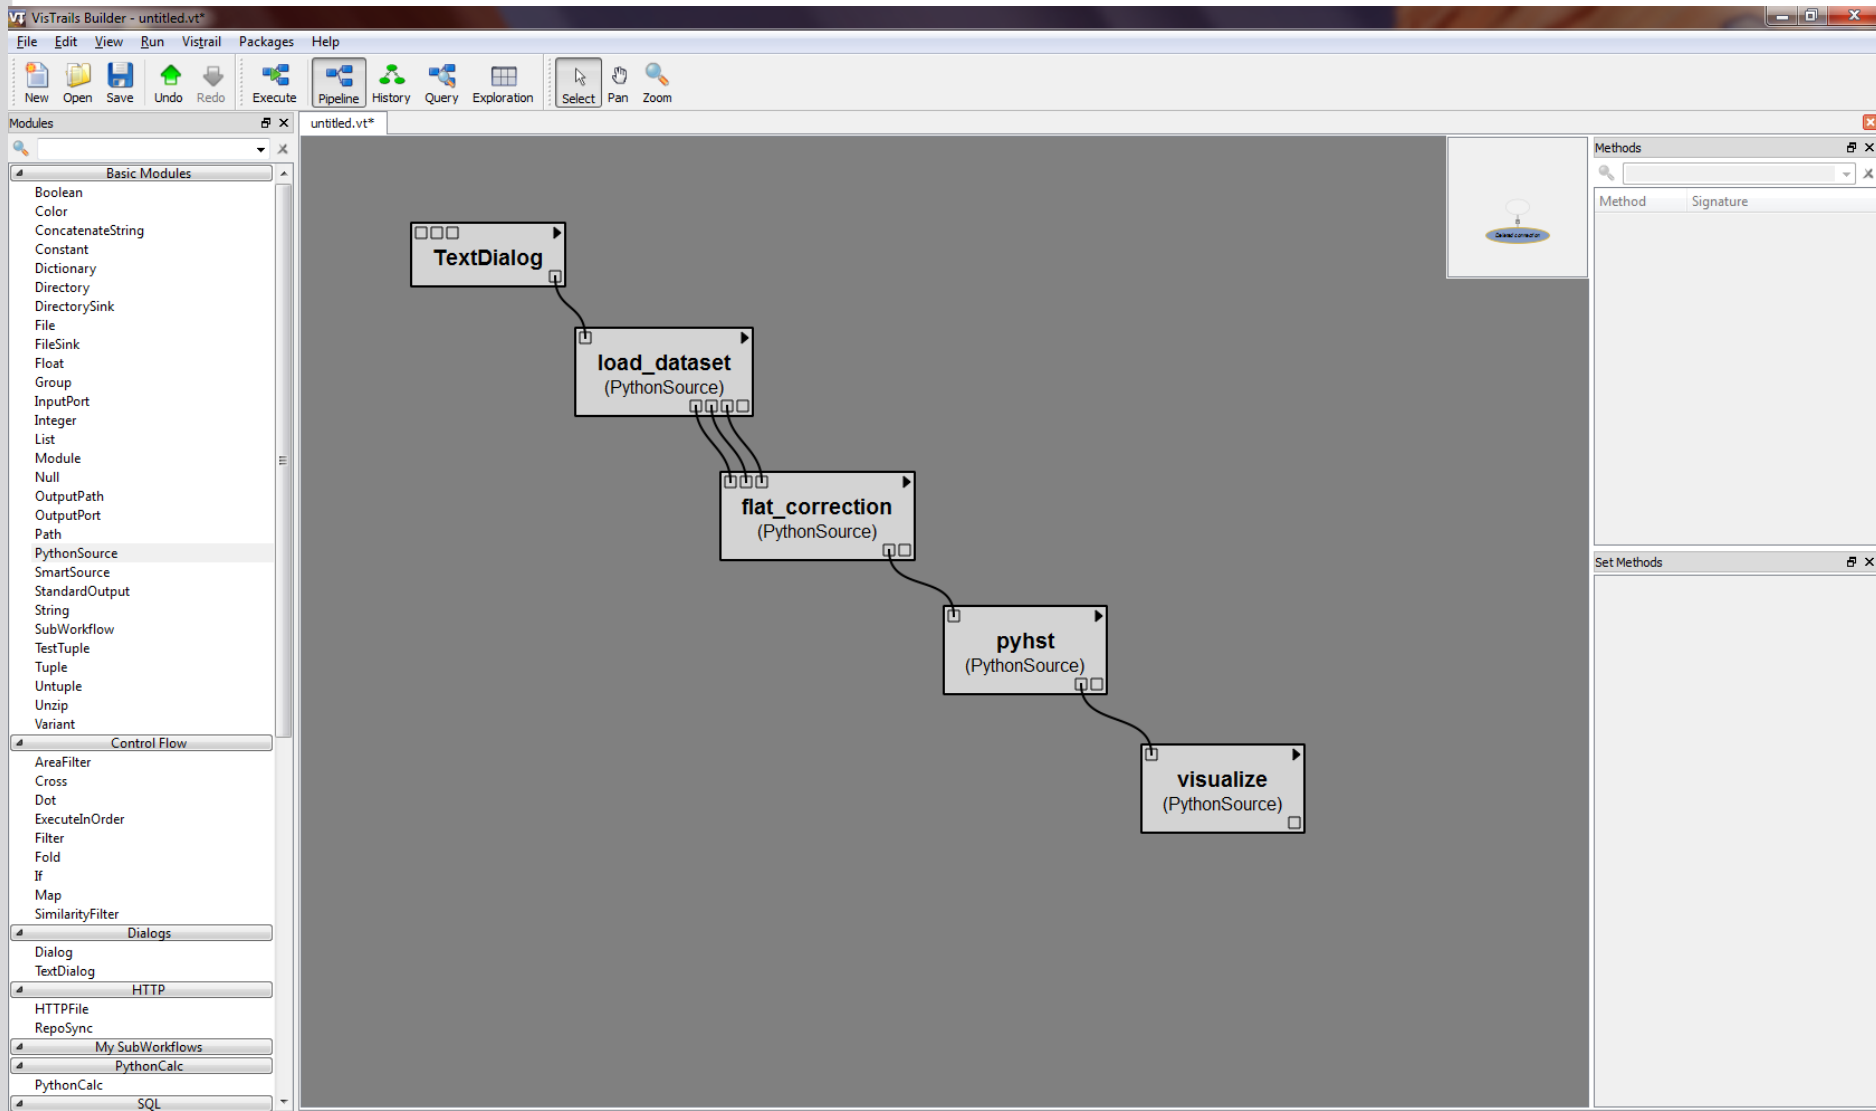 VisTrails Builder - untitled.vt*
File Edit View Run Vistrail Packages Help
New Open Save Undo Redo Execute Pipeline History Query Exploration Select Pan Zoom
Modules
untitled.vt*
Basic Modules
Boolean
Color
ConcatenateString
Constant
Dictionary
Directory
DirectorySink
File
FileSink
Float
Group
InputPort
Integer
List
Module
Null
OutputPath
OutputPort
Path
PythonSource
SmartSource
StandardOutput
String
SubWorkflow
TestTuple
Tuple
Untuple
Unzip
Variant
Control Flow
AreaFilter
Cross
Dot
ExecuteInOrder
Filter
Fold
If
Map
SimilarityFilter
Dialogs
Dialog
TextDialog
HTTP
HTTPFile
RepoSync
My SubWorkflows
PythonCalc
PythonCalc
SQL
TextDialog
load_dataset
(PythonSource)
flat_correction
(PythonSource)
pyhst
(PythonSource)
visualize
(PythonSource)
Methods
Method Signature
Set Methods